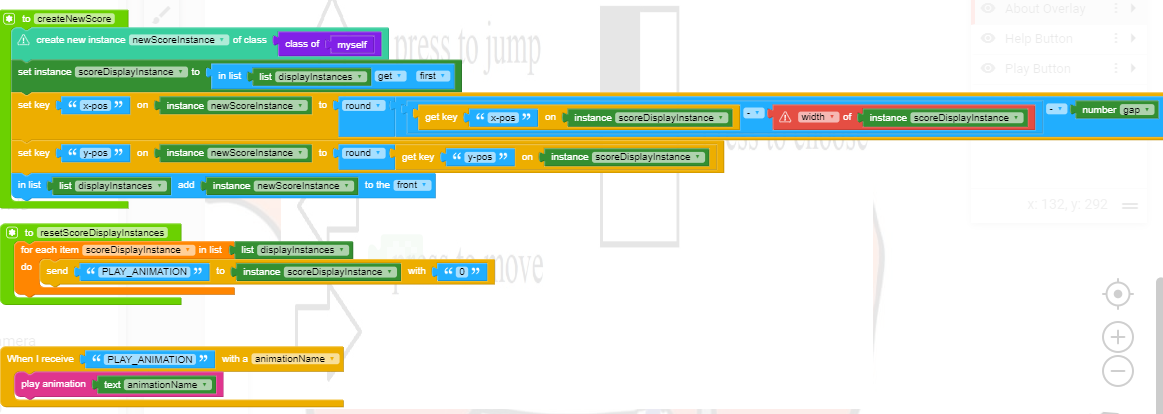 to createNewScore
create new instance newScoreInstance of class class of myself
set instance scoreDisplayInstance to in list list displayInstances get first
set key “ x-pos ” on instance newScoreInstance to round get key “ x-pos ” on instance scoreDisplayInstance - width of instance scoreDisplayInstance - number gap
set key “ y-pos ” on instance newScoreInstance to round get key “ y-pos ” on instance scoreDisplayInstance
in list list displayInstances add instance newScoreInstance to the front
to resetScoreDisplayInstances
for each item scoreDisplayInstance in list list displayInstances
do send “ PLAY_ANIMATION ” to instance scoreDisplayInstance with “ 0 ”
When I receive “ PLAY_ANIMATION ” with a animationName
play animation text animationName
press to jump
to choose
to move
About Overlay
Help Button
Play Button
x: 132, y: 292